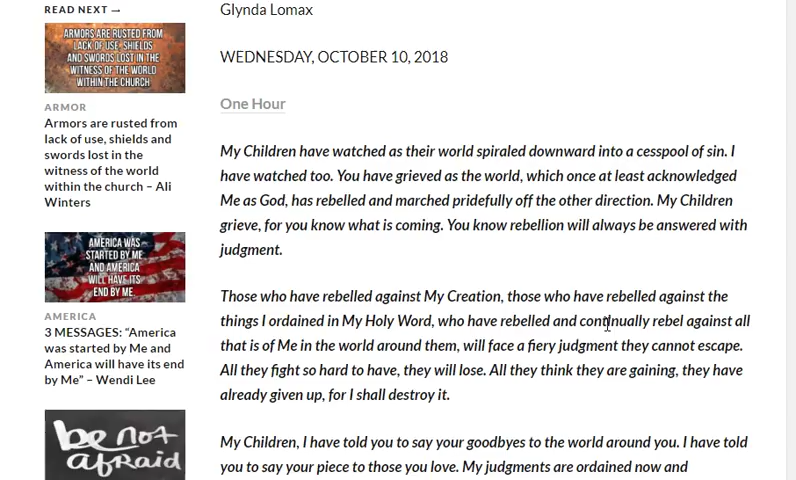 READ NEXT →
ARMORS ARE RUSTED FROM
LACK OF USE, SHIELDS
AND SWORDS LOST IN THE
WITNESS OF THE WORLD
WITHIN THE CHURCH
ARMOR
Armors are rusted from
lack of use, shields and
swords lost in the
witness of the world
within the church – Ali
Winters
AMERICA WAS
STARTED BY ME
AND AMERICA
WILL HAVE ITS
END BY ME.
AMERICA
3 MESSAGES: “America
was started by Me and
America will have its end
by Me” – Wendi Lee
be not
afraid
Glynda Lomax
WEDNESDAY, OCTOBER 10, 2018
One Hour
My Children have watched as their world spiraled downward into a cesspool of sin. I
have watched too. You have grieved as the world, which once at least acknowledged
Me as God, has rebelled and marched pridefully off the other direction. My Children
grieve, for you know what is coming. You know rebellion will always be answered with
judgment.
Those who have rebelled against My Creation, those who have rebelled against the
things I ordained in My Holy Word, who have rebelled and continually rebel against all
that is of Me in the world around them, will face a fiery judgment they cannot escape.
All they fight so hard to have, they will lose. All they think they are gaining, they have
already given up, for I shall destroy it.
My Children, I have told you to say your goodbyes to the world around you. I have told
you to say your piece to those you love. My judgments are ordained now and